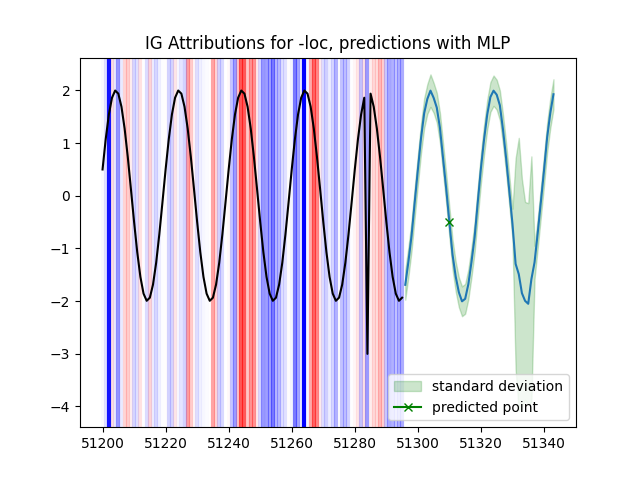 IG Attributions for -loc, predictions with MLP
2
1
0
−1
−2
−3
−4
standard deviation
predicted point
51200 51220 51240 51260 51280 51300 51320 51340